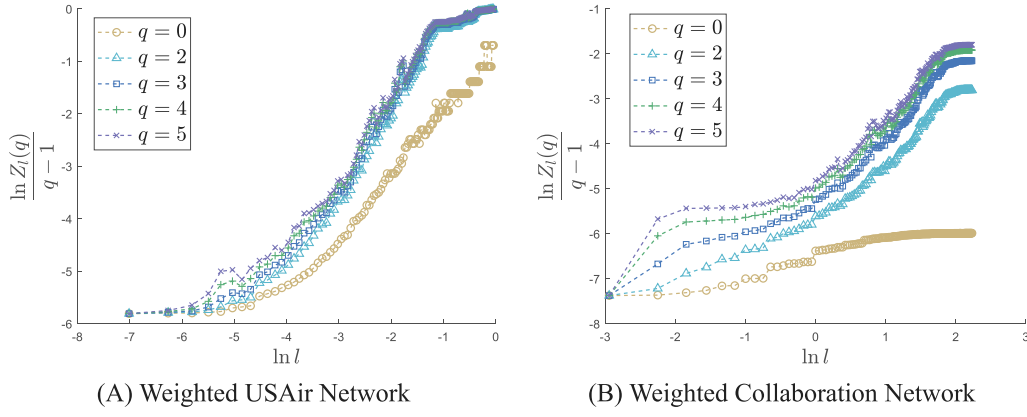 0
-1
-2
-3
-4
-5
-6
-8
-7
-6
-5
-4
-3
-2
-1
0
ln l
ln Z_l(q)
q − 1
q = 0
q = 2
q = 3
q = 4
q = 5
(A) Weighted USAir Network
-1
-2
-3
-4
-5
-6
-7
-8
-3
-2
-1
0
1
2
3
ln l
ln Z_l(q)
q − 1
q = 0
q = 2
q = 3
q = 4
q = 5
(B) Weighted Collaboration Network